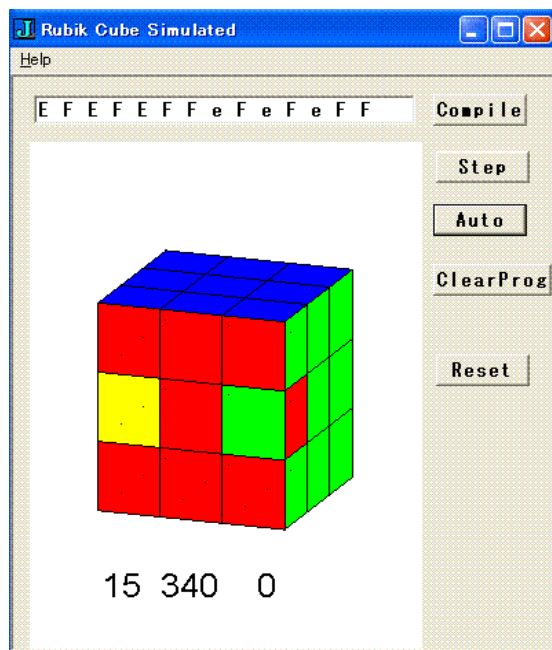 Rubik Cube Simulated
Help
E F E F E F F e F e F e F F
Compile
Step
Auto
ClearProg
Reset
15 340 0